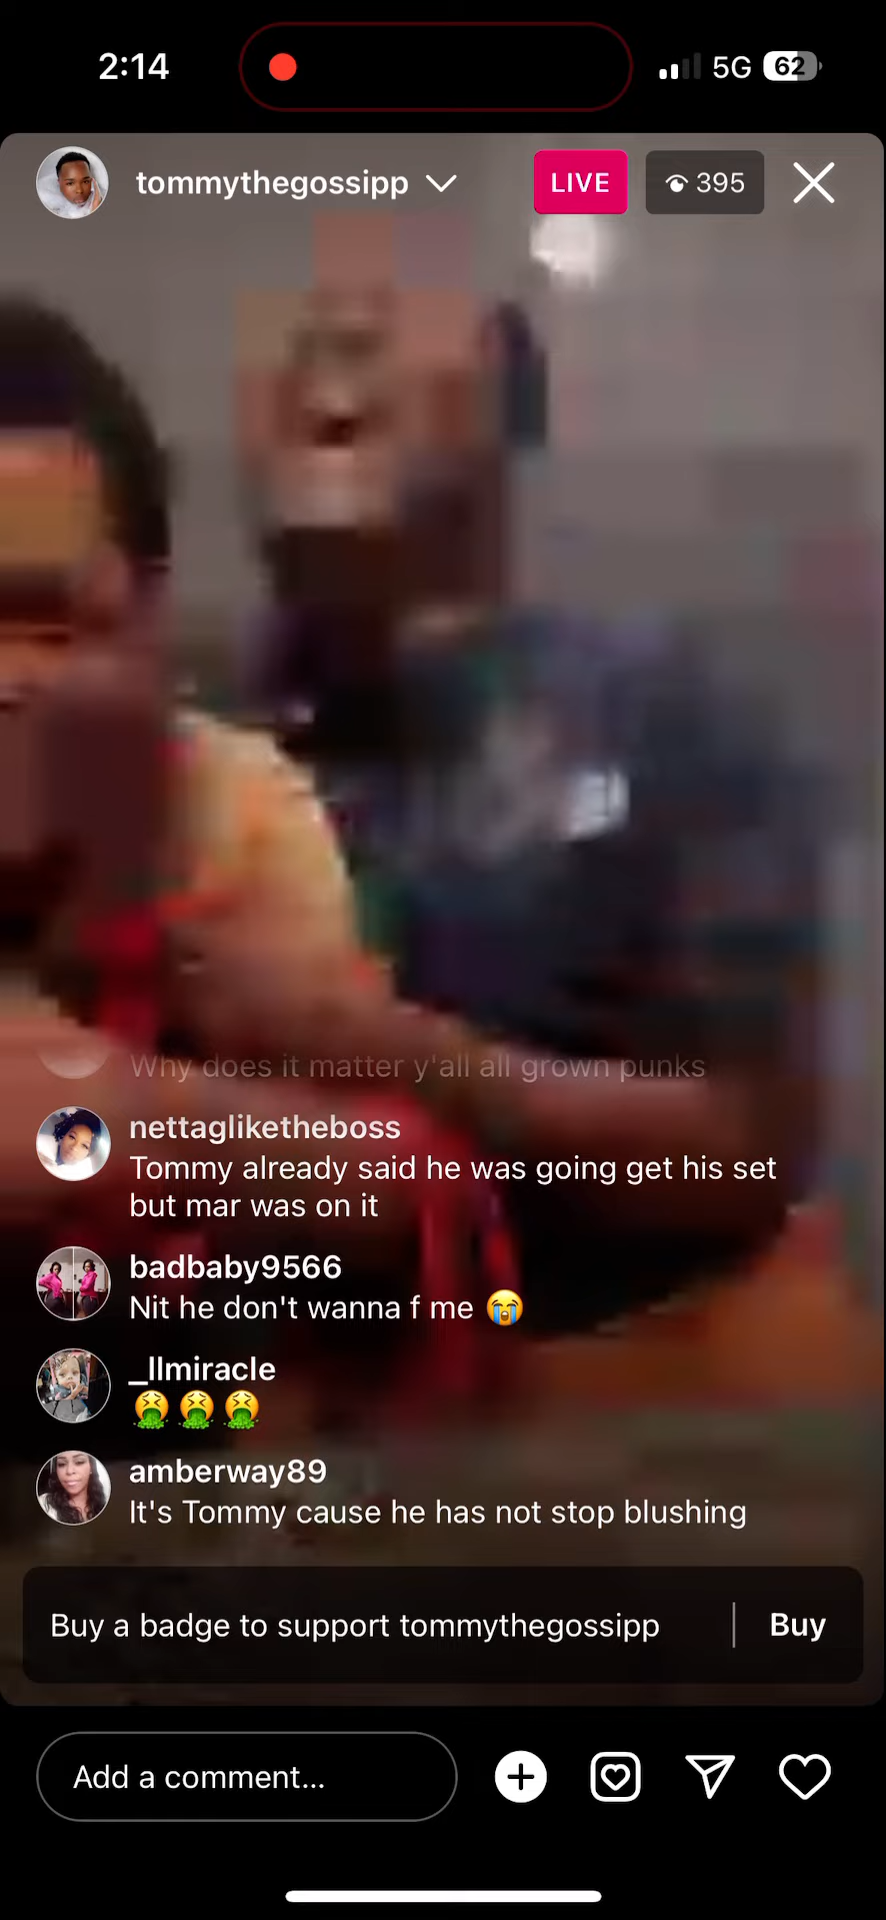 2:14
5G
62
tommythegossipp
LIVE
395
Why does it matter y'all all grown punks
nettagliketheboss
Tommy already said he was going get his set
but mar was on it
badbaby9566
Nit he don't wanna f me 😭
_llmiracle
🤮🤮🤮
amberway89
It's Tommy cause he has not stop blushing
Buy a badge to support tommythegossipp
Buy
Add a comment...